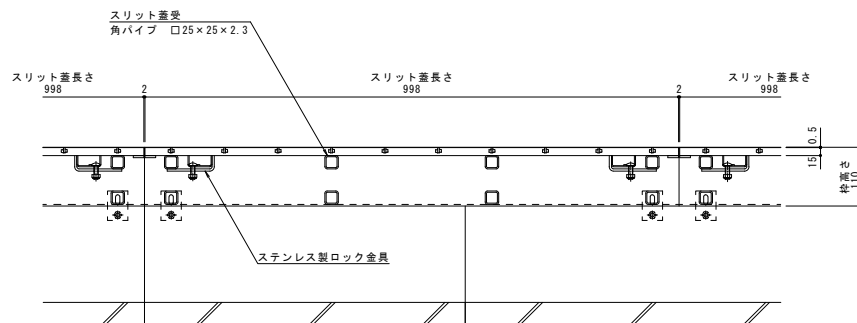 スリット蓋受
角パイプ　口25×25×2.3
スリット蓋長さ
998
2
スリット蓋長さ
998
2
スリット蓋長さ
998
0.5
15
枠高さ
110
ステンレス製ロック金具